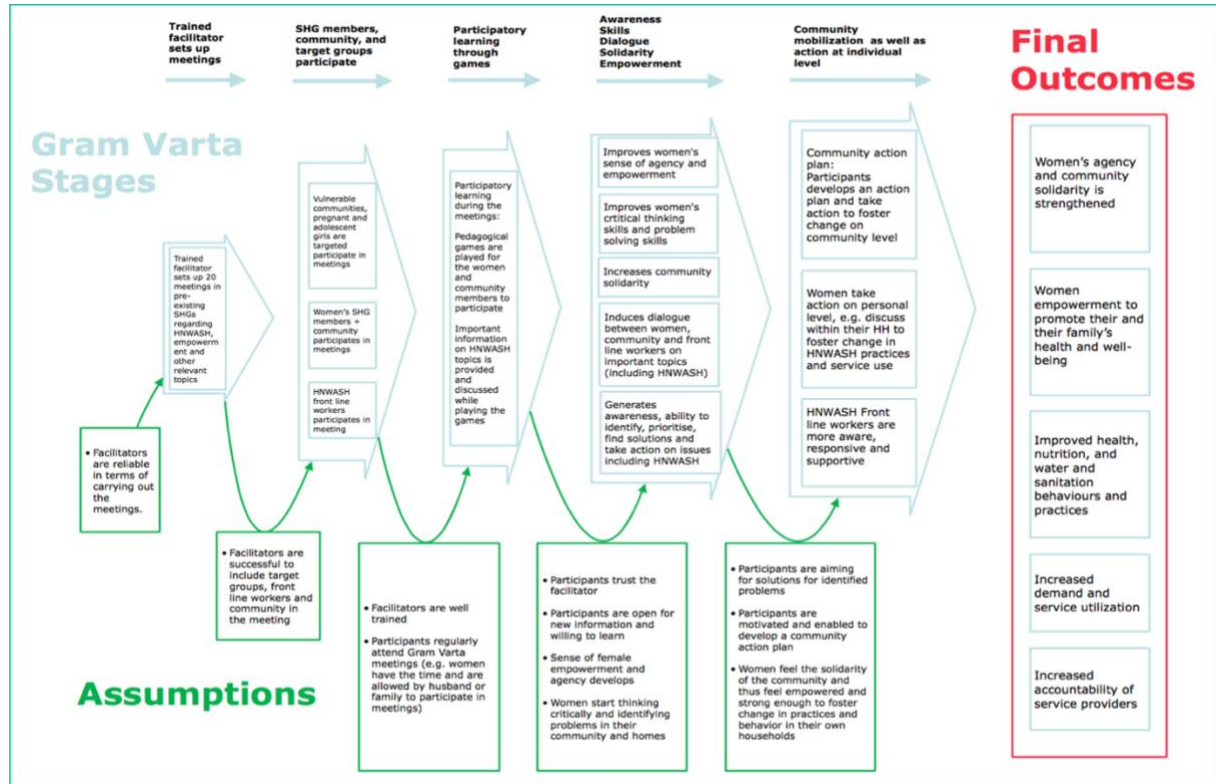 Trained
facilitator
sets up
meetings
SHG members,
community, and
target groups
participate
Participatory
learning
through
games
Awareness
Skills
Dialogue
Solidarity
Empowerment
Community
mobilization as well as
action at individual
level
Final
Outcomes
Gram Varta
Stages
Trained
facilitator
sets up 20
meetings in
pre-
existing
SHGs
regarding
HNWASH,
empowerm
ent and
other
relevant
topics
Vulnerable
communities,
pregnant and
adolescent
girls are
targeted
participate in
meetings
Women's SHG
members +
community
participates in
meetings
HNWASH
front line
workers
participates in
meeting
Participatory
learning
during the
meetings:
Pedagogical
games are
played for
the women
and
community
members to
participate
Important
information
on HNWASH
topics is
provided
and
discussed
while
playing the
games
Improves women's
sense of agency and
empowerment
Improves women's
crtitical thinking
skills and problem
solving skills
Increases community
solidarity
Induces dialogue
between women,
community and front
line workers on
important topics
(including HNWASH)
Generates
awareness, ability to
identify, prioritise,
find solutions and
take action on issues
including HNWASH
Community action
plan:
Participants
develops an action
plan and take
action to foster
change on
community level
Women take
action on personal
level, e.g. discuss
within their HH to
foster change in
HNWASH practices
and service use
HNWASH Front
line workers are
more aware,
responsive and
supportive
Women's agency
and community
solidarity is
strengthened
Women
empowerment to
promote their and
their family's
health and well-
being
Improved health,
nutrition, and
water and
sanitation
behaviours and
practices
Increased
demand and
service utilization
Increased
accountability of
service providers
Assumptions
• Facilitators
are reliable
in terms of
carrying out
the
meetings.
• Facilitators are
successful to
include target
groups, front
line workers and
community in
the meeting
• Facilitators are well
trained
• Participants regularly
attend Gram Varta
meetings (e.g. women
have the time and are
allowed by husband or
family to participate in
meetings)
• Participants trust the
facilitator
• Participants are open for
new information and
willing to learn
• Sense of female
empowerment and
agency develops
• Women start thinking
critically and identifying
problems in their
community and homes
• Participants are aiming
for solutions for identified
problems
• Participants are
motivated and enabled to
develop a community
action plan
• Women feel the solidarity
of the community and
thus feel empowered and
strong enough to foster
change in practices and
behavior in their own
households